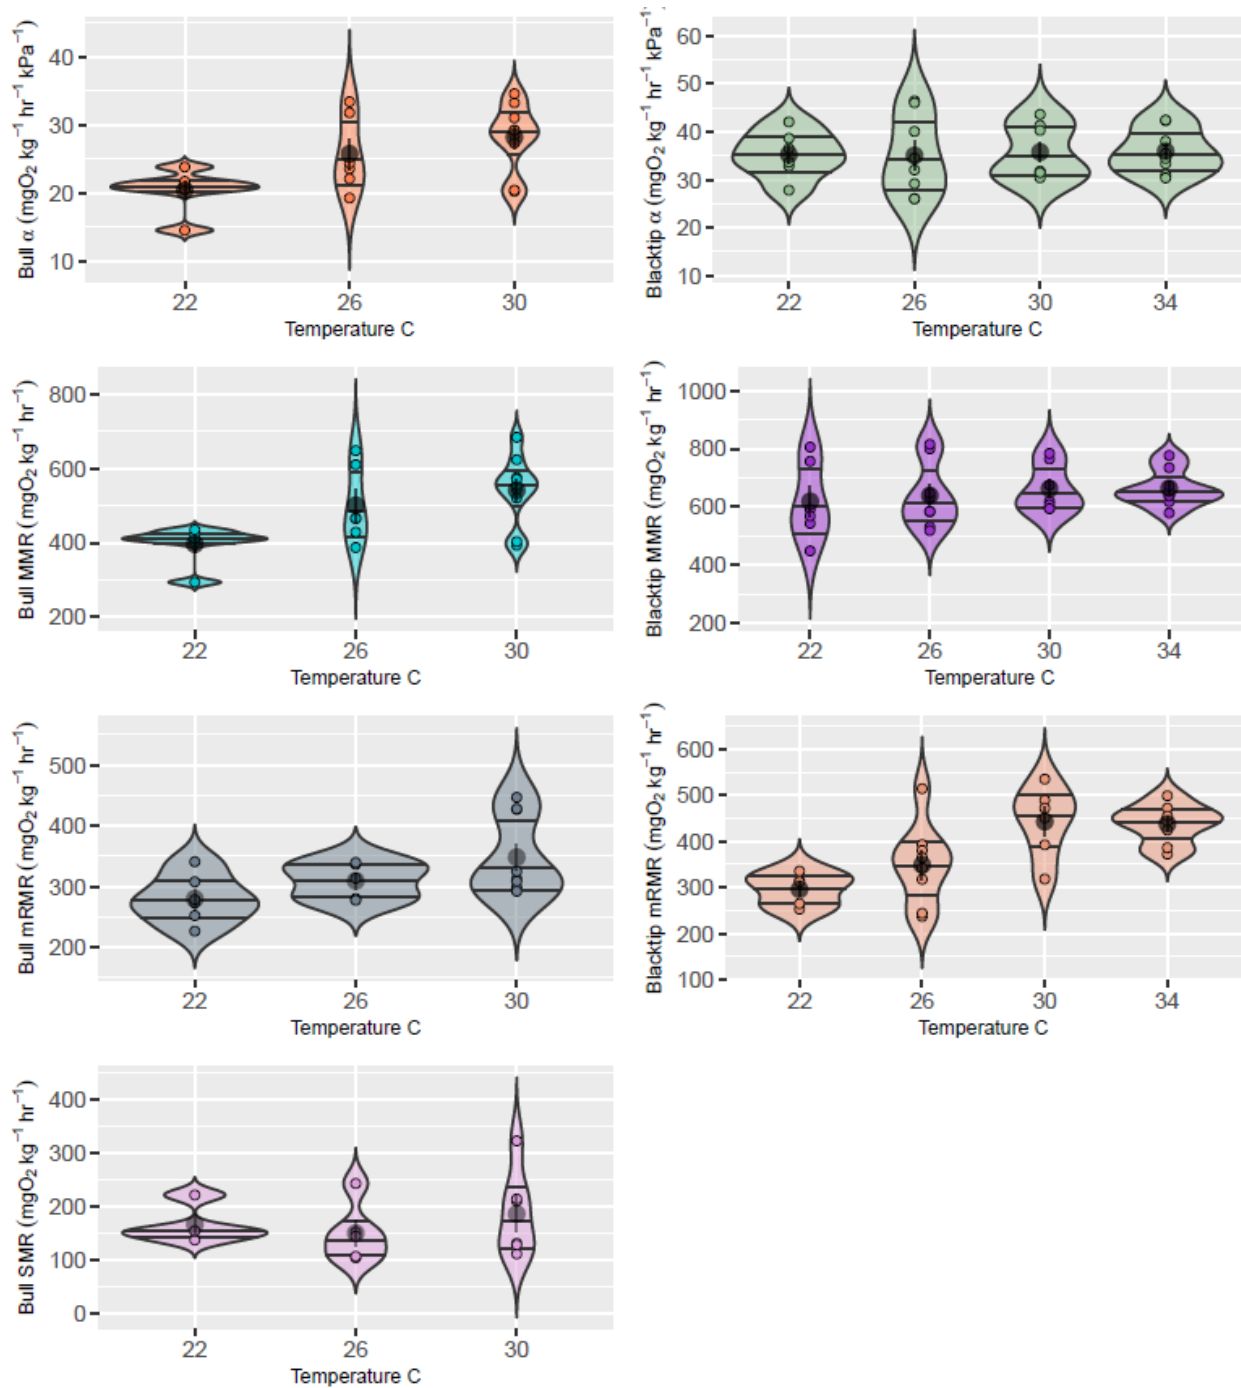 Bull α (mgO₂ kg⁻¹ hr⁻¹ kPa⁻¹)
40
30
20
10
22 26 30
Temperature C
Blacktip α (mgO₂ kg⁻¹ hr⁻¹ kPa⁻¹)
60
50
40
30
20
10
22 26 30 34
Temperature C
Bull MMR (mgO₂ kg⁻¹ hr⁻¹)
800
600
400
200
22 26 30
Temperature C
Blacktip MMR (mgO₂ kg⁻¹ hr⁻¹)
1000
800
600
400
200
22 26 30 34
Temperature C
Bull mRMR (mgO₂ kg⁻¹ hr⁻¹)
500
400
300
200
22 26 30
Temperature C
Blacktip mRMR (mgO₂ kg⁻¹ hr⁻¹)
600
500
400
300
200
100
22 26 30 34
Temperature C
Bull SMR (mgO₂ kg⁻¹ hr⁻¹)
400
300
200
100
0
22 26 30
Temperature C